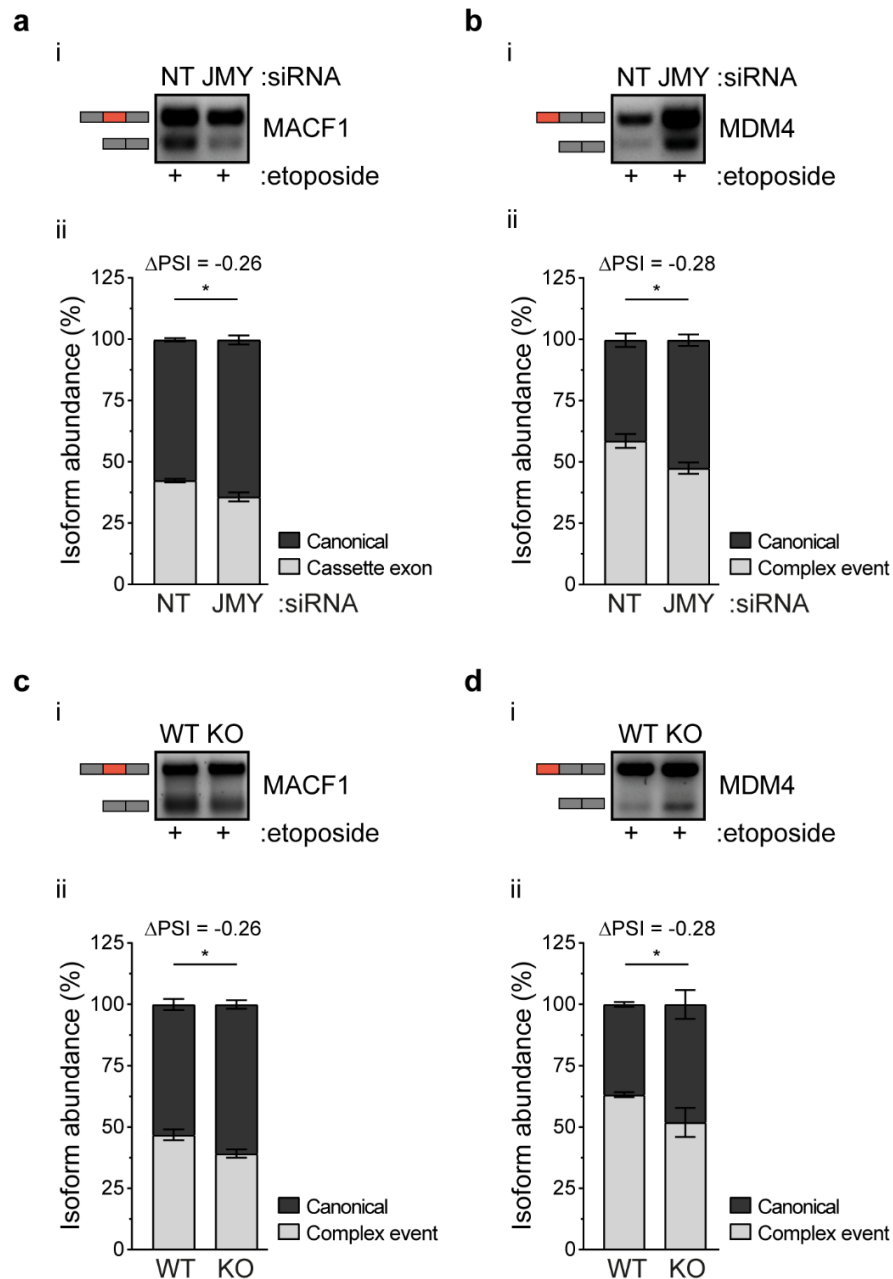 a
i
NT JMY :siRNA
MACF1
+ + :etoposide
ii
ΔPSI = -0.26
*
Isoform abundance (%)
125
100
75
50
25
0
Canonical
Cassette exon
NT JMY :siRNA
b
i
NT JMY :siRNA
MDM4
+ + :etoposide
ii
ΔPSI = -0.28
*
Isoform abundance (%)
125
100
75
50
25
0
Canonical
Complex event
NT JMY :siRNA
c
i
WT KO
MACF1
+ + :etoposide
ii
ΔPSI = -0.26
*
Isoform abundance (%)
125
100
75
50
25
0
Canonical
Complex event
WT KO
d
i
WT KO
MDM4
+ + :etoposide
ii
ΔPSI = -0.28
*
Isoform abundance (%)
125
100
75
50
25
0
Canonical
Complex event
WT KO